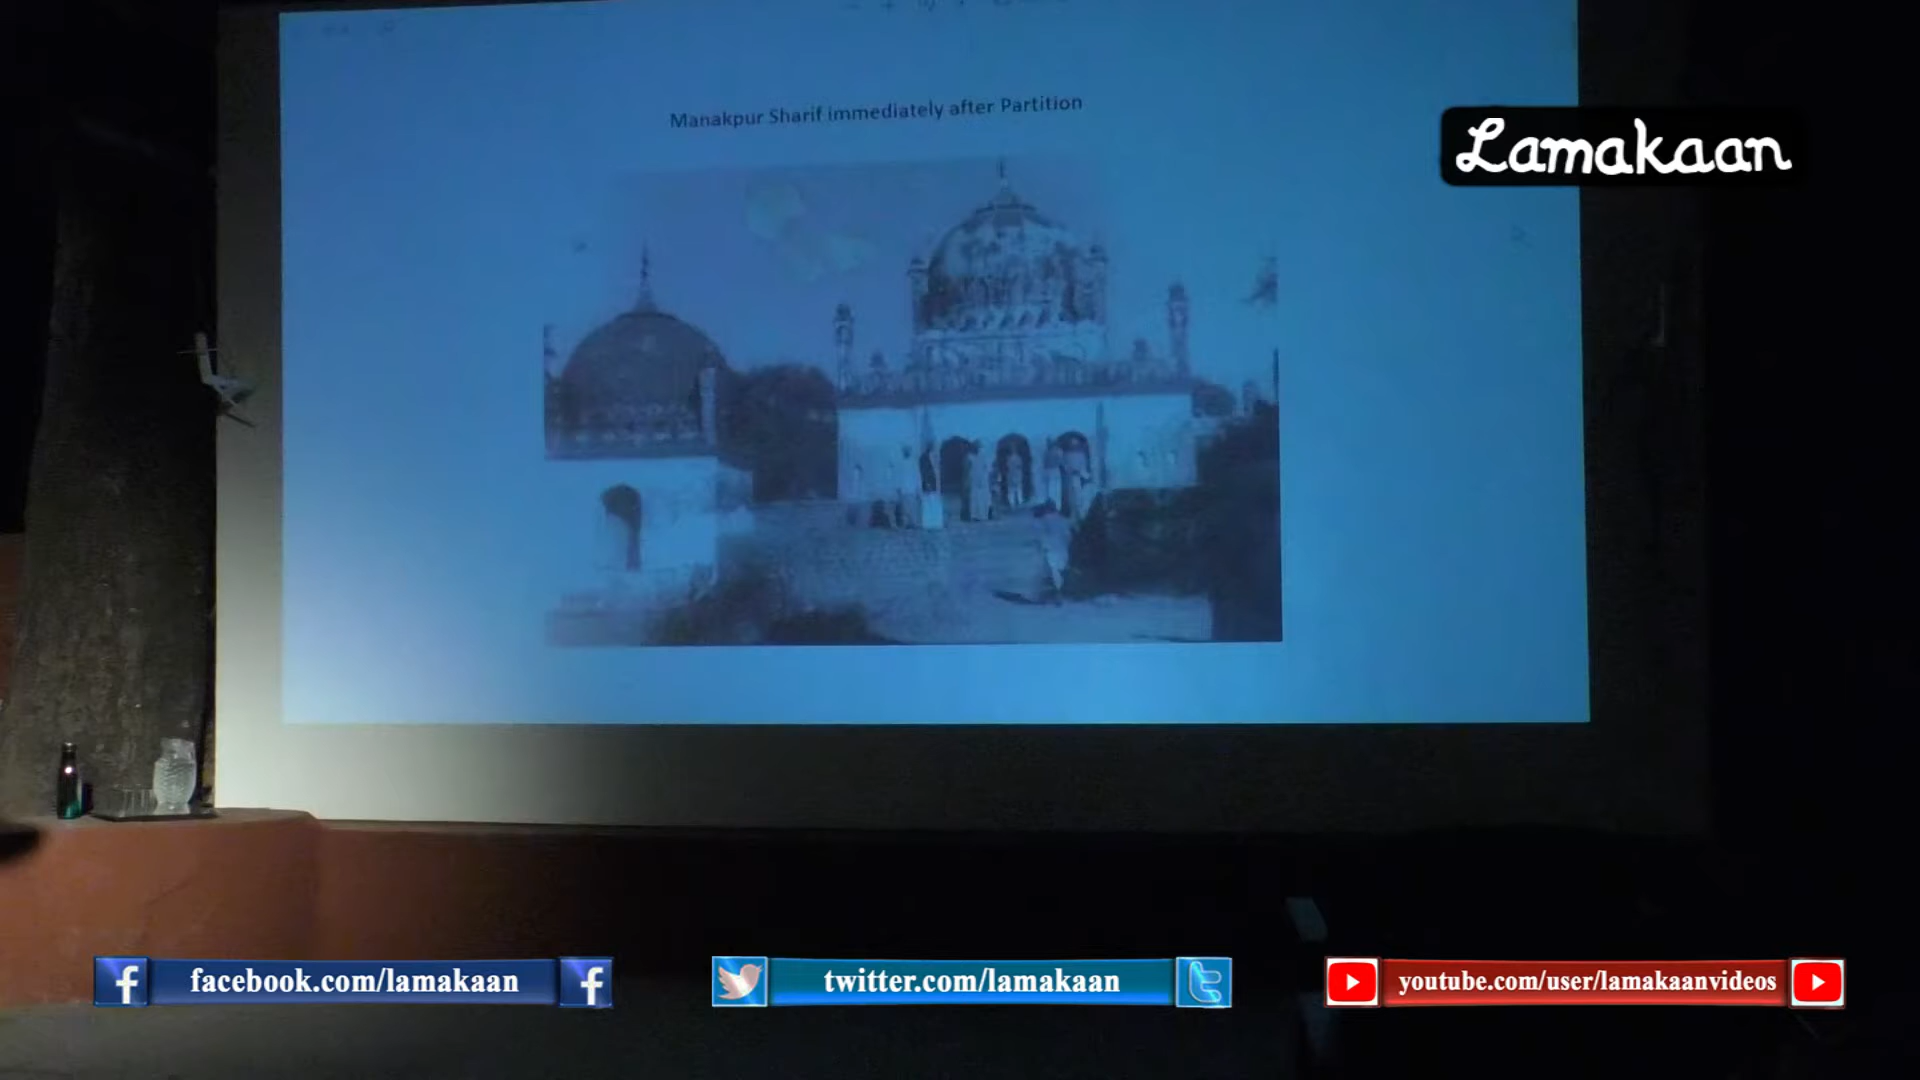 Manakpur Sharif immediately after Partition
Lamakaan
facebook.com/lamakaan
twitter.com/lamakaan
youtube.com/user/lamakaanvideos